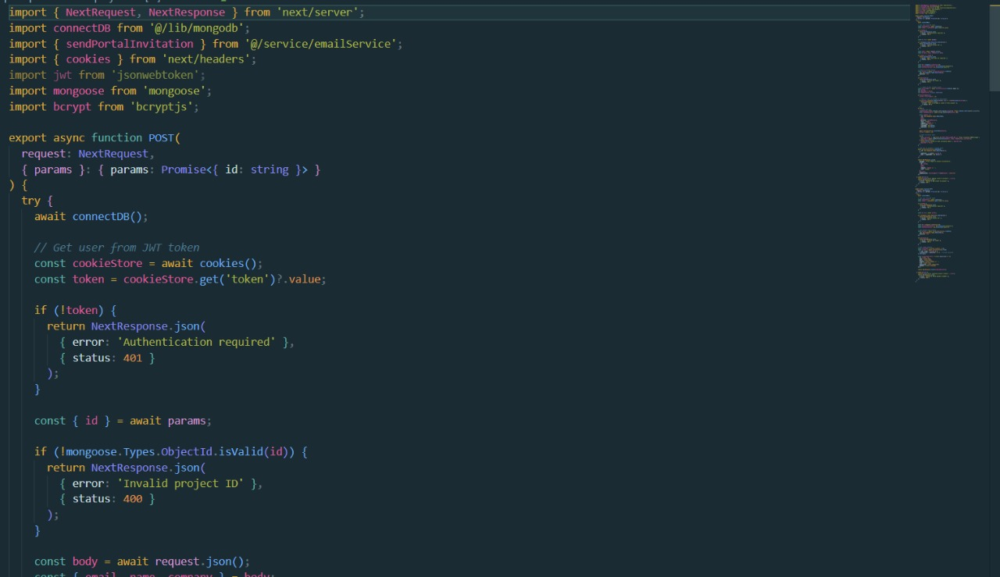 import { NextRequest, NextResponse } from 'next/server';
import connectDB from '@/lib/mongodb';
import { sendPortalInvitation } from '@/service/emailService';
import { cookies } from 'next/headers';
import jwt from 'jsonwebtoken';
import mongoose from 'mongoose';
import bcrypt from 'bcryptjs';

export async function POST(
  request: NextRequest,
  { params }: { params: Promise<{ id: string }> }
) {
  try {
    await connectDB();

    // Get user from JWT token
    const cookieStore = await cookies();
    const token = cookieStore.get('token')?.value;

    if (!token) {
      return NextResponse.json(
        { error: 'Authentication required' },
        { status: 401 }
      );
    }

    const { id } = await params;

    if (!mongoose.Types.ObjectId.isValid(id)) {
      return NextResponse.json(
        { error: 'Invalid project ID' },
        { status: 400 }
      );
    }

    const body = await request.json();
    const { email, name, company } = body;